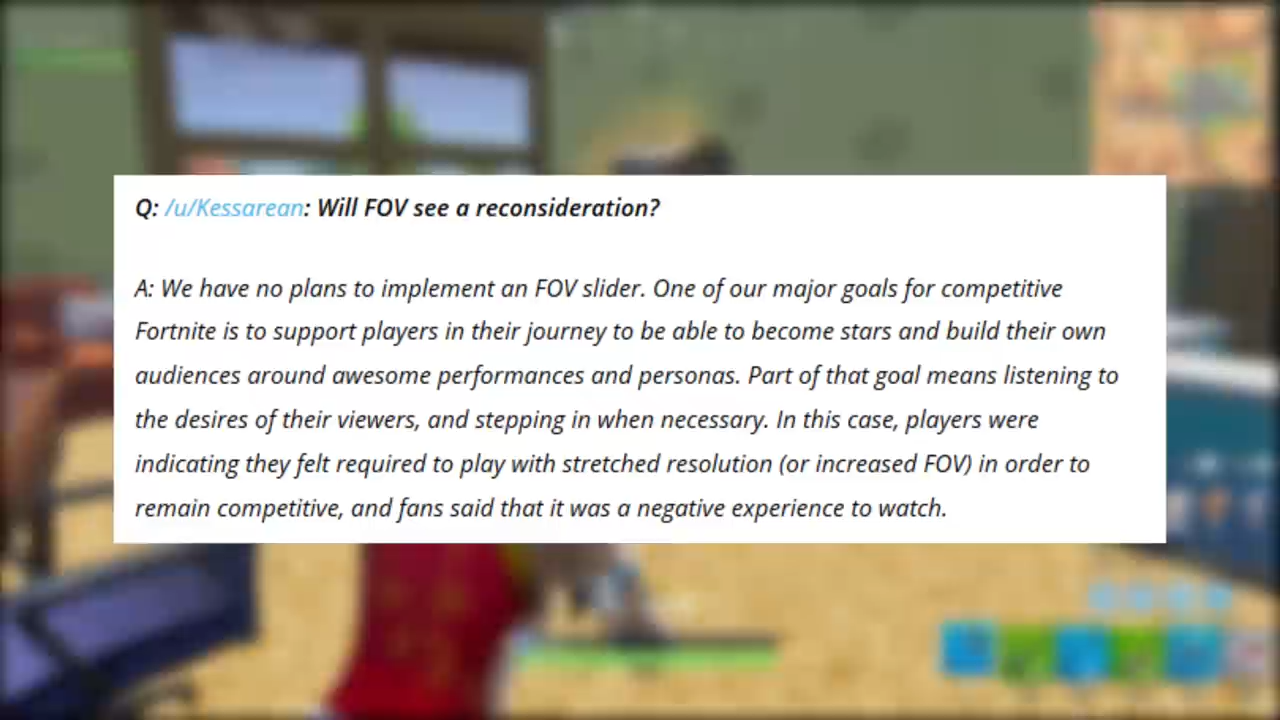 Q: /u/Kessarean: Will FOV see a reconsideration?
A: We have no plans to implement an FOV slider. One of our major goals for competitive
Fortnite is to support players in their journey to be able to become stars and build their own
audiences around awesome performances and personas. Part of that goal means listening to
the desires of their viewers, and stepping in when necessary. In this case, players were
indicating they felt required to play with stretched resolution (or increased FOV) in order to
remain competitive, and fans said that it was a negative experience to watch.